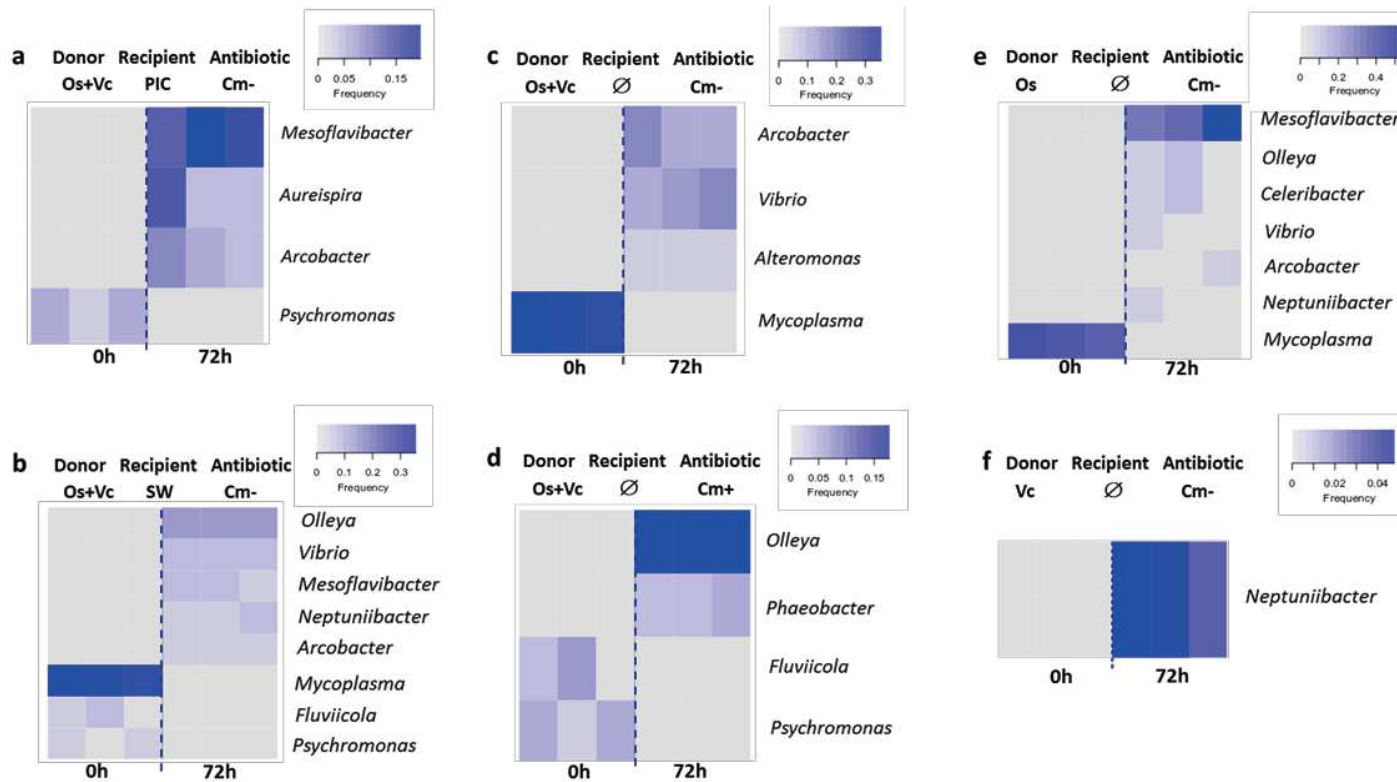 a
Donor Recipient Antibiotic
Os+Vc PIC Cm-
0 0.05 0.15
Frequency
Mesoflavibacter
Aureispira
Arcobacter
Psychromonas
0h 72h
b
Donor Recipient Antibiotic
Os+Vc SW Cm-
0 0.1 0.2 0.3
Frequency
Olleya
Vibrio
Mesoflavibacter
Neptuniibacter
Arcobacter
Mycoplasma
Fluviicola
Psychromonas
0h 72h
c
Donor Recipient Antibiotic
Os+Vc ∅ Cm-
0 0.1 0.2 0.3
Frequency
Arcobacter
Vibrio
Alteromonas
Mycoplasma
0h 72h
d
Donor Recipient Antibiotic
Os+Vc ∅ Cm+
0 0.05 0.1 0.15
Frequency
Olleya
Phaeobacter
Fluviicola
Psychromonas
0h 72h
e
Donor Recipient Antibiotic
Os ∅ Cm-
0 0.2 0.4
Frequency
Mesoflavibacter
Olleya
Celeribacter
Vibrio
Arcobacter
Neptuniibacter
Mycoplasma
0h 72h
f
Donor Recipient Antibiotic
Vc ∅ Cm-
0 0.02 0.04
Frequency
Neptuniibacter
0h 72h